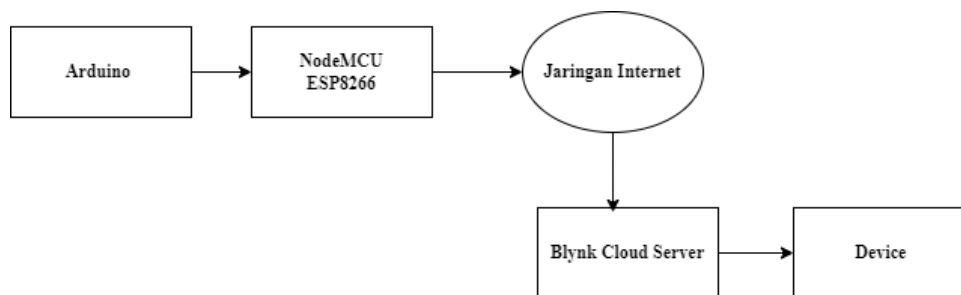 Arduino
NodeMCU
ESP8266
Jaringan Internet
Blynk Cloud Server
Device